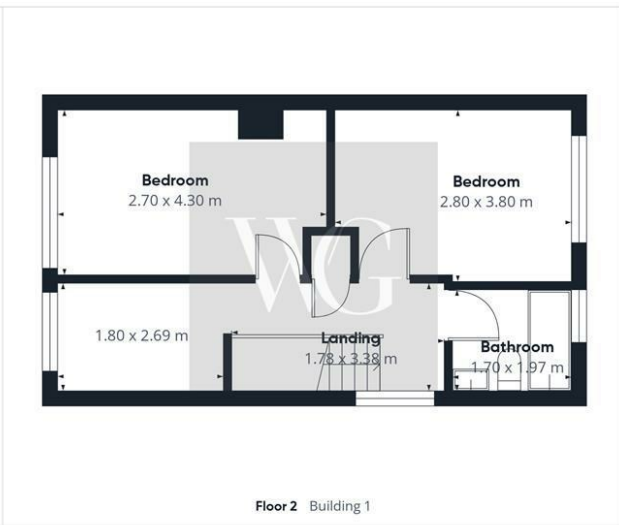 Bedroom
2.70 x 4.30 m
Bedroom
2.80 x 3.80 m
WG
1.80 x 2.69 m
Landing
1.78 x 3.38 m
Bathroom
1.70 x 1.97 m
Floor 2 Building 1